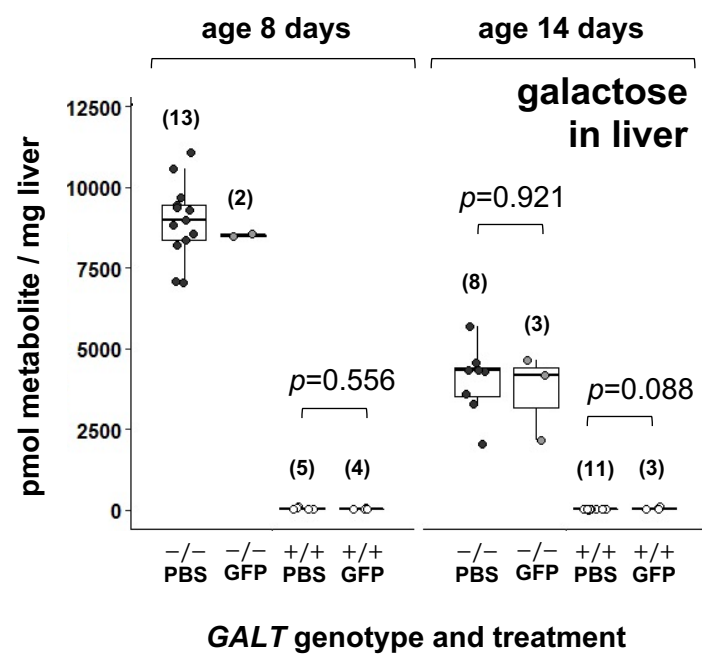 age 8 days
age 14 days
galactose
in liver
pmol metabolite / mg liver
12500
10000
7500
5000
2500
0
(13)
(2)
p=0.556
(5)
(4)
p=0.921
(8)
(3)
p=0.088
(11)
(3)
−/− −/− +/+ +/+
PBS GFP PBS GFP
−/− −/− +/+ +/+
PBS GFP PBS GFP
GALT genotype and treatment